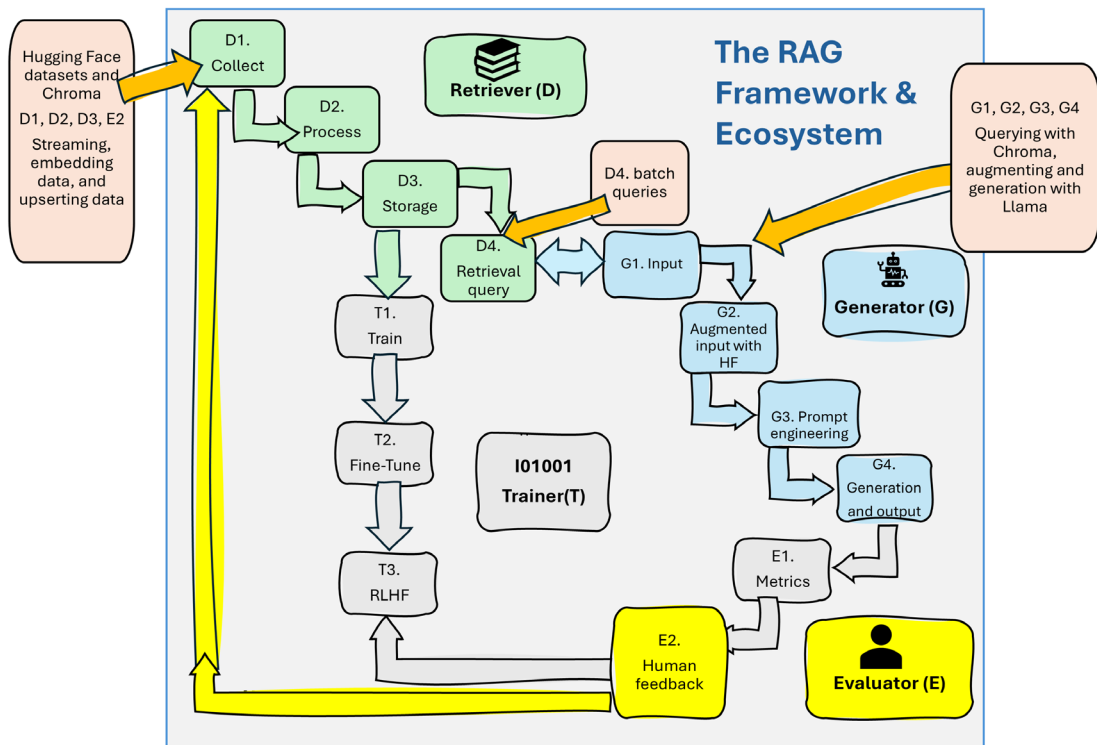 Hugging Face
datasets and
Chroma
D1, D2, D3, E2
Streaming,
embedding
data, and
upserting data
D1.
Collect
D2.
Process
D3.
Storage
D4.
Retrieval
query
Retriever (D)
The RAG
Framework &
Ecosystem
D4. batch
queries
G1, G2, G3, G4
Querying with
Chroma,
augmenting and
generation with
Llama
G1. Input
Generator (G)
G2.
Augmented
input with
HF
G3. Prompt
engineering
G4.
Generation
and output
T1.
Train
T2.
Fine-Tune
T3.
RLHF
I01001
Trainer(T)
E1.
Metrics
E2.
Human
feedback
Evaluator (E)